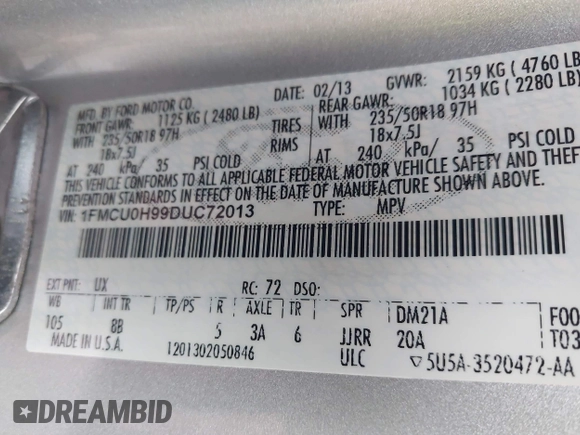 MFD. BY FORD MOTOR CO.
DATE: 02/13 GVWR: 2159 KG ( 4760 LB
FRONT GAWR: 1125 KG ( 2480 LB) REAR GAWR: 1034 KG ( 2280 LB)
WITH 235/50R18 97H TIRES WITH 235/50R18 97H
18x7.5J RIMS 18x7.5J
AT 240 kPa/ 35 PSI COLD AT 240 kPa/ 35 PSI COLD
THIS VEHICLE CONFORMS TO ALL APPLICABLE FEDERAL MOTOR VEHICLE SAFETY AND THEFT
PREVENTION STANDARDS IN EFFECT ON THE DATE OF MANUFACTURE SHOWN ABOVE.
VIN: 1FMCU0H99DUC72013 TYPE: MPV
EXT PNT: UX RC: 72 DSO:
WB INT TR TP/PS R AXLE TR SPR DM21A FOO
105 8B 5 3A 6 JJRR 20A T03
MADE IN U.S.A. 1201302050846 ULC ▽5U5A-3520472-AA
DREAMBID